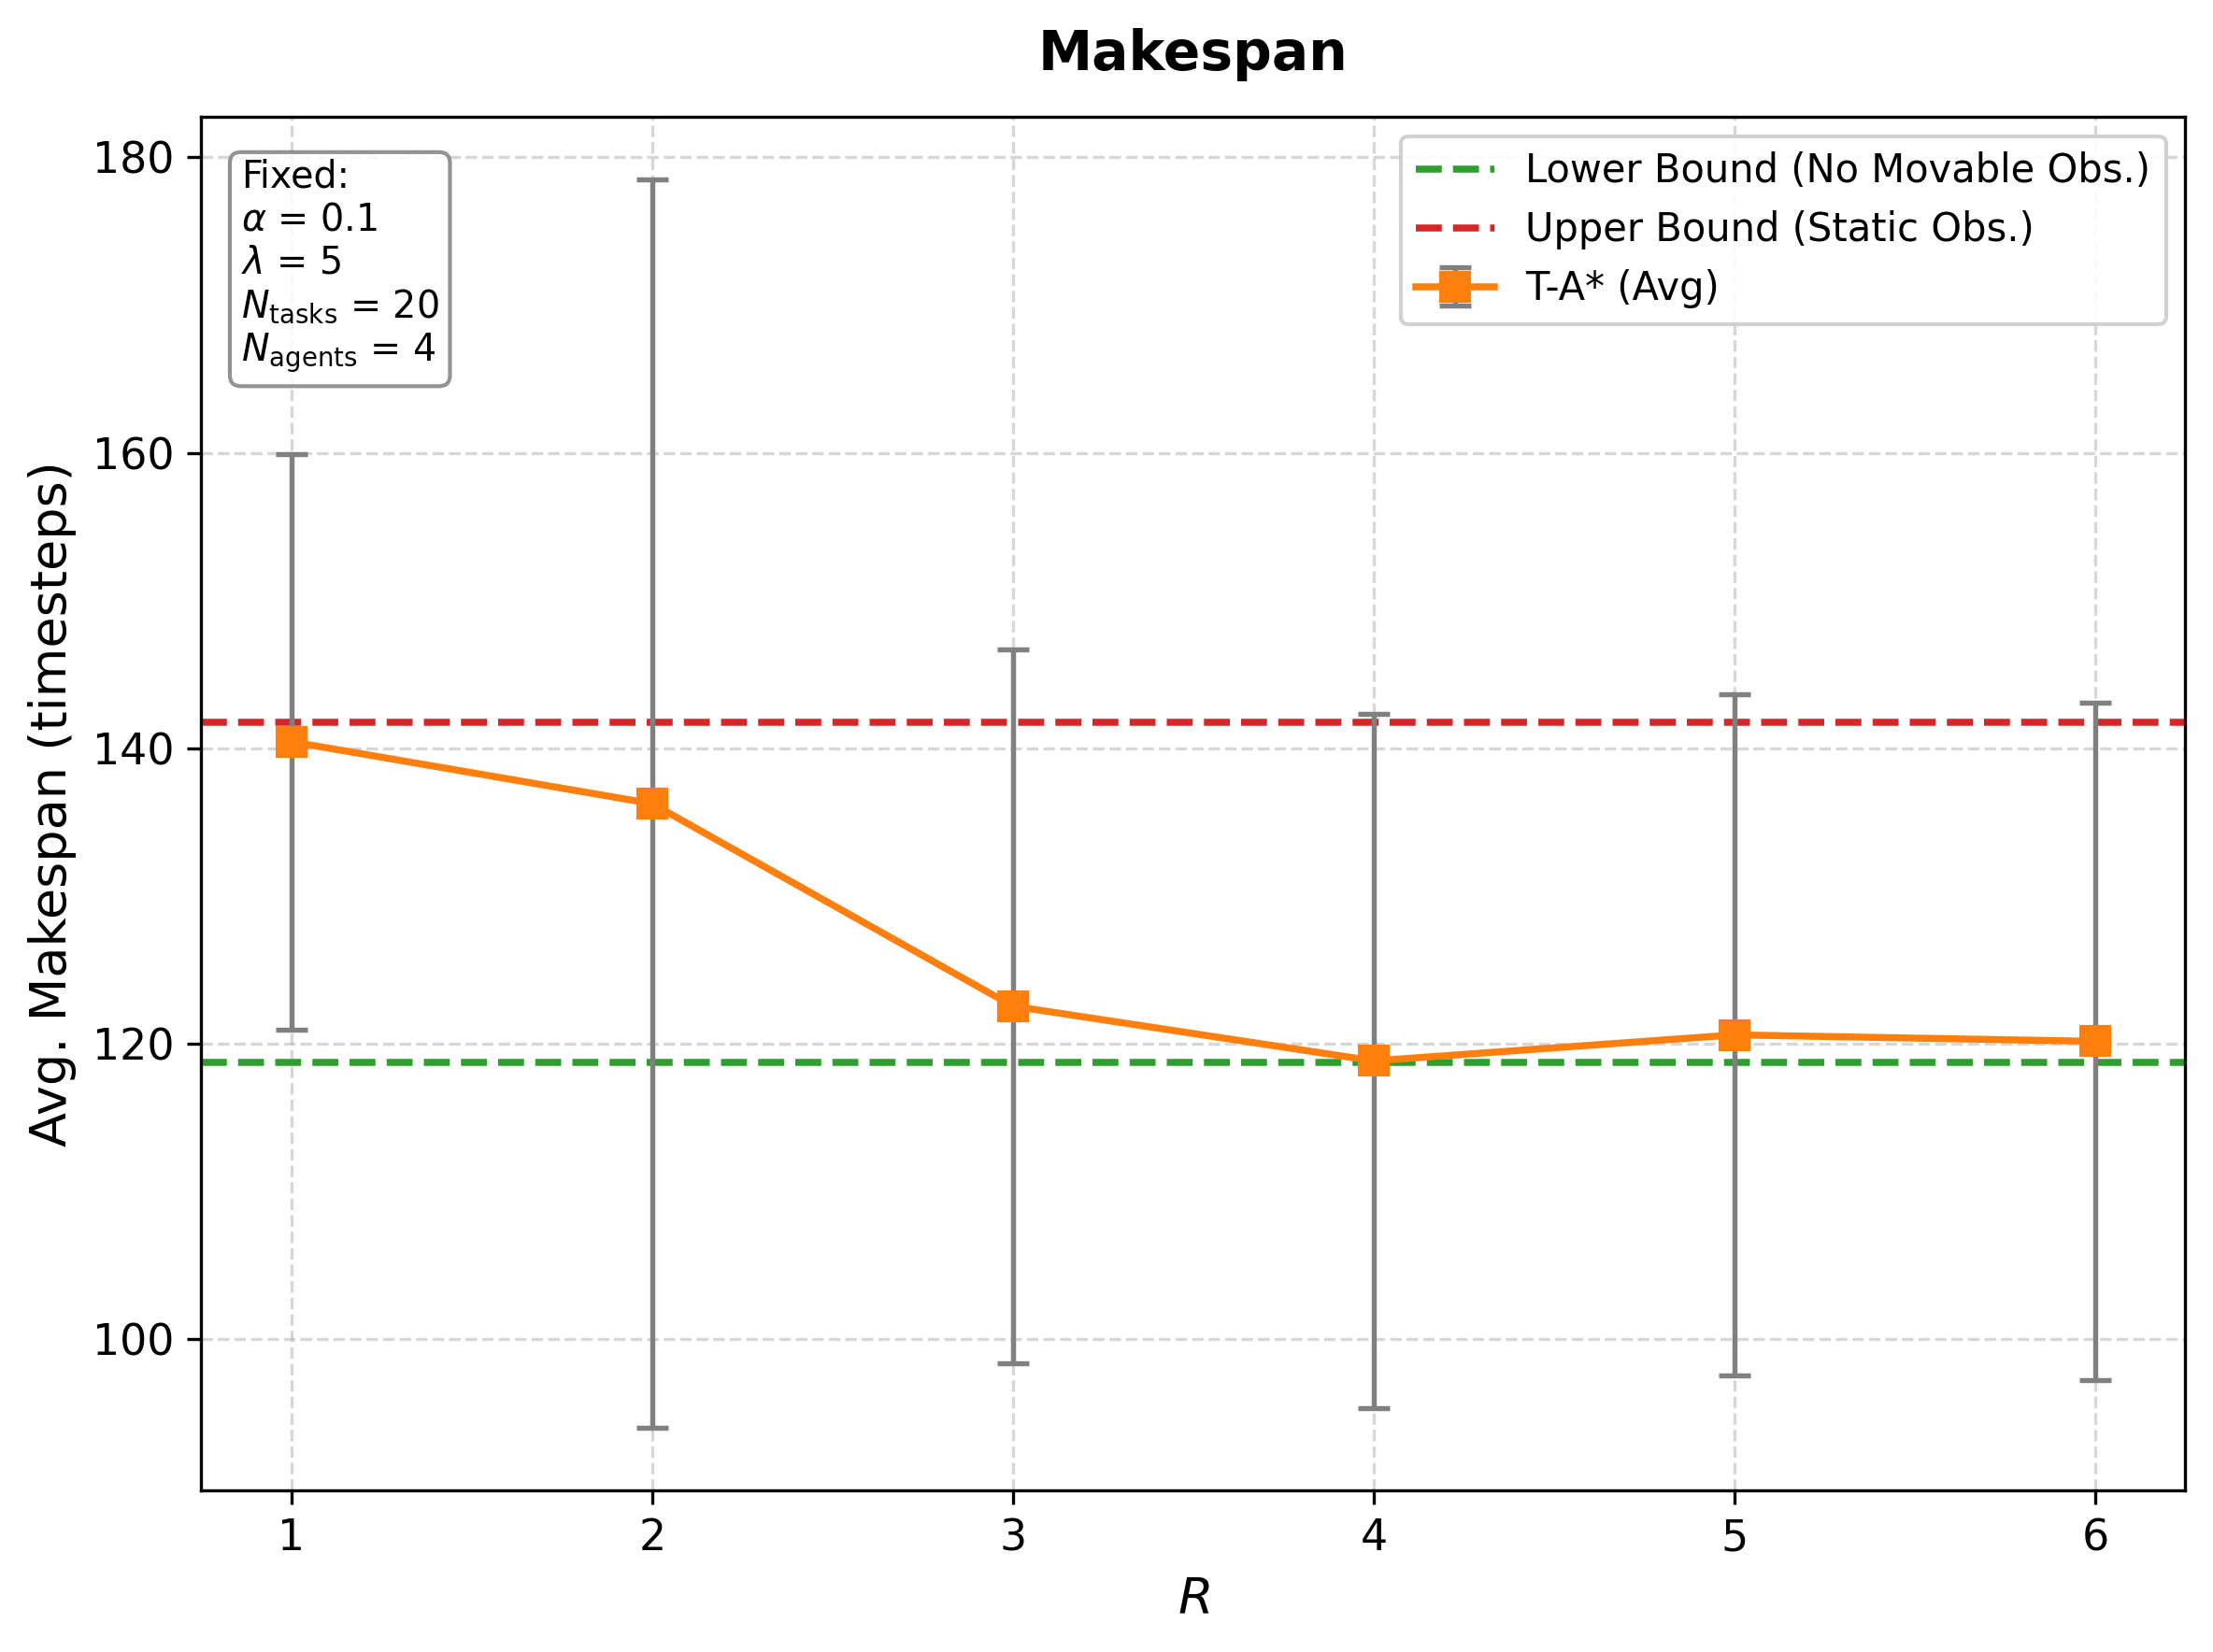 Makespan
Fixed:
α = 0.1
λ = 5
N_tasks = 20
N_agents = 4
Lower Bound (No Movable Obs.)
Upper Bound (Static Obs.)
T-A* (Avg)
Avg. Makespan (timesteps)
180
160
140
120
100
1 2 3 4 5 6
R